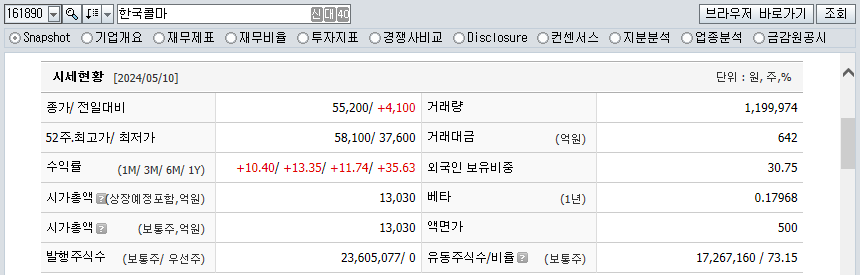 161890 한국콜마 신 대 40 브라우저 바로가기 조회
Snapshot 기업개요 재무제표 재무비율 투자지표 경쟁사비교 Disclosure 컨센서스 지분분석 업종분석 금감원공시
시세현황 [2024/05/10] 단위 : 원, 주,%
종가/ 전일대비 55,200/ +4,100 거래량 1,199,974
52주.최고가/ 최저가 58,100/ 37,600 거래대금 (억원) 642
수익률 (1M/ 3M/ 6M/ 1Y) +10.40/ +13.35/ +11.74/ +35.63 외국인 보유비중 30.75
시가총액 ? (상장예정포함,억원) 13,030 베타 (1년) 0.17968
시가총액 ? (보통주,억원) 13,030 액면가 500
발행주식수 (보통주/ 우선주) 23,605,077/ 0 유동주식수/비율 ? (보통주) 17,267,160 / 73.15